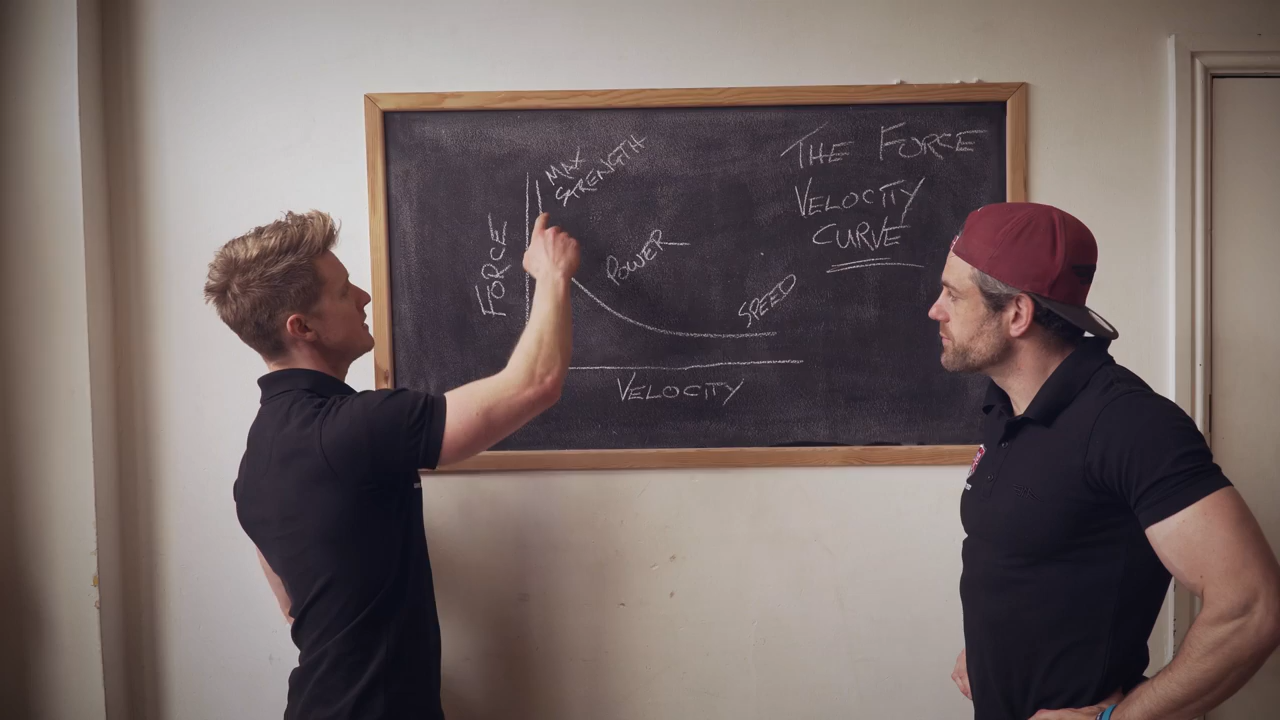 THE FORCE
VELOCITY
CURVE
MAX
STRENGTH
FORCE
POWER
SPEED
VELOCITY